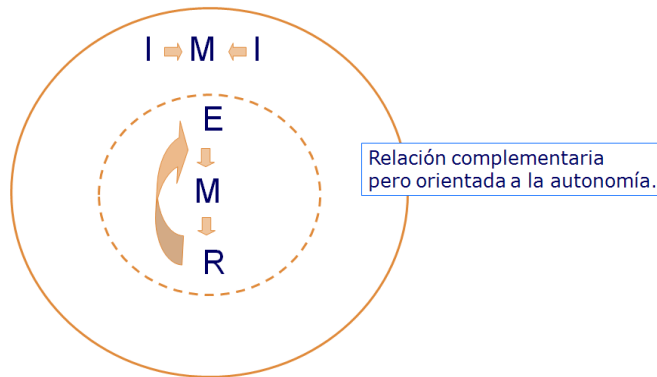 I M I
E
M
R
Relación complementaria
pero orientada a la autonomía.